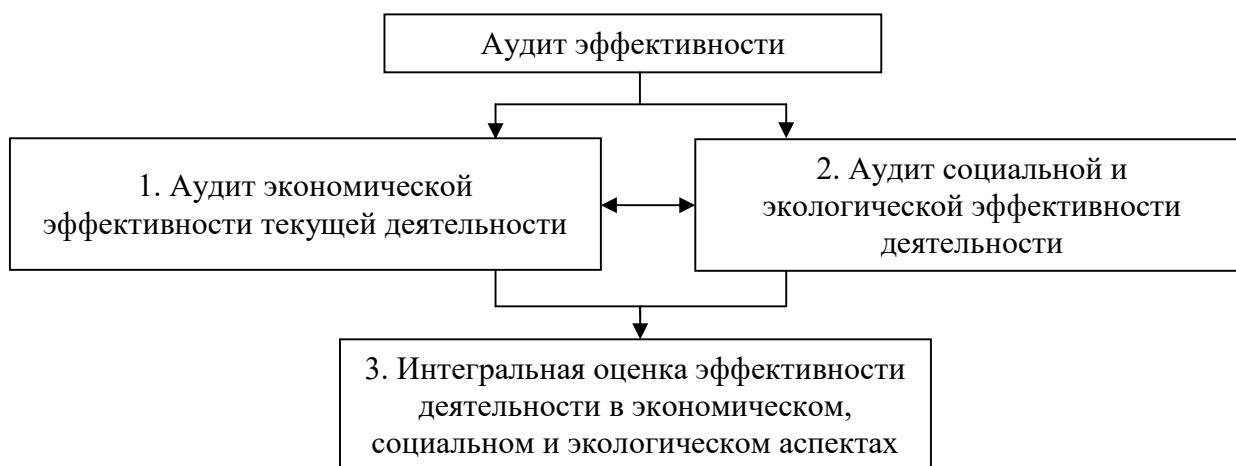 Аудит эффективности
1. Аудит экономической
эффективности текущей деятельности
2. Аудит социальной и
экологической эффективности
деятельности
3. Интегральная оценка эффективности
деятельности в экономическом,
социальном и экологическом аспектах